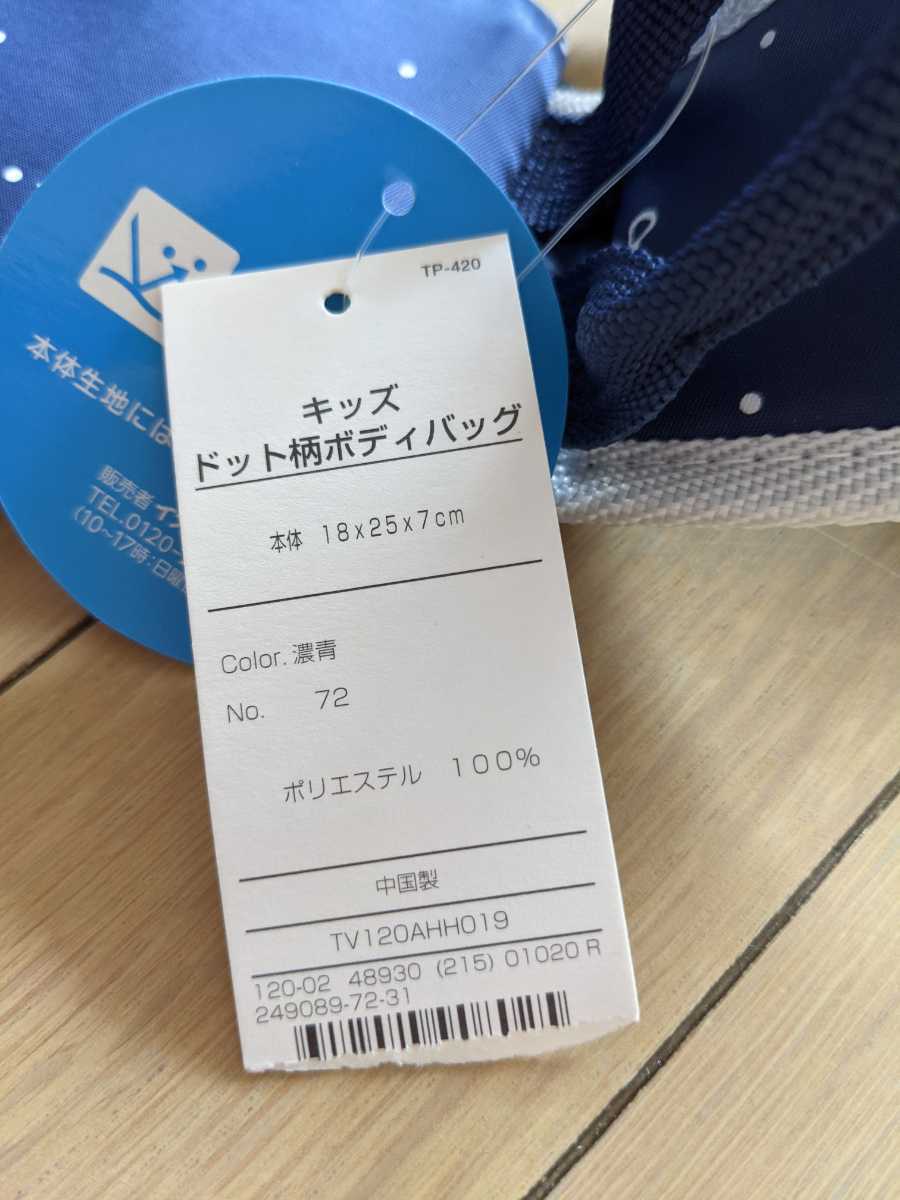 TP-420
キッズ
ドット柄ボディバッグ
本体 18x25x7cm
Color. 濃青
No. 72
ポリエステル 100%
中国製
TV120AHH019
120-02 48930 (215) 01020 R
249089-72-31
本体生地には
販売者
TEL.0120-
(10~17時:日曜